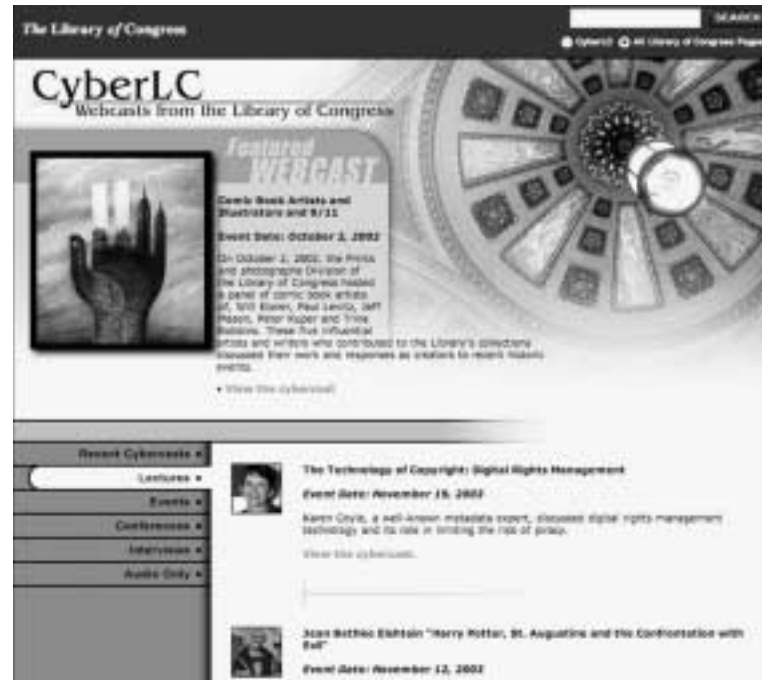 The Library of Congress
SEARCH
CyberLC All Library of Congress Pages
CyberLC
Webcasts from the Library of Congress
Featured
WEBCAST
Comic Book Artists and
Illustrators and 9/11
Event Date: October 2, 2002
On October 2, 2002, the Prints
and photographs Division of
the Library of Congress hosted
a panel of comic book artists
of, Will Eisner, Paul Levitz, Jeff
Mason, Peter Kuper and Trina
Robbins. These five influential
artists and writers who contributed to the Library's collections
discussed their work and responses as creators to recent historic
events.
• View the cybercast
Recent Cybercasts
Lectures
Events
Conferences
Interviews
Audio Only
The Technology of Copyright: Digital Rights Management
Event Date: November 19, 2003
Karen Coyle, a well-known metadata expert, discussed digital rights management
technology and its role in limiting the risk of piracy.
View the cybercast.
Jean Bethke Elshtain "Harry Potter, St. Augustine and the Confrontation with
Evil"
Event Date: November 12, 2003